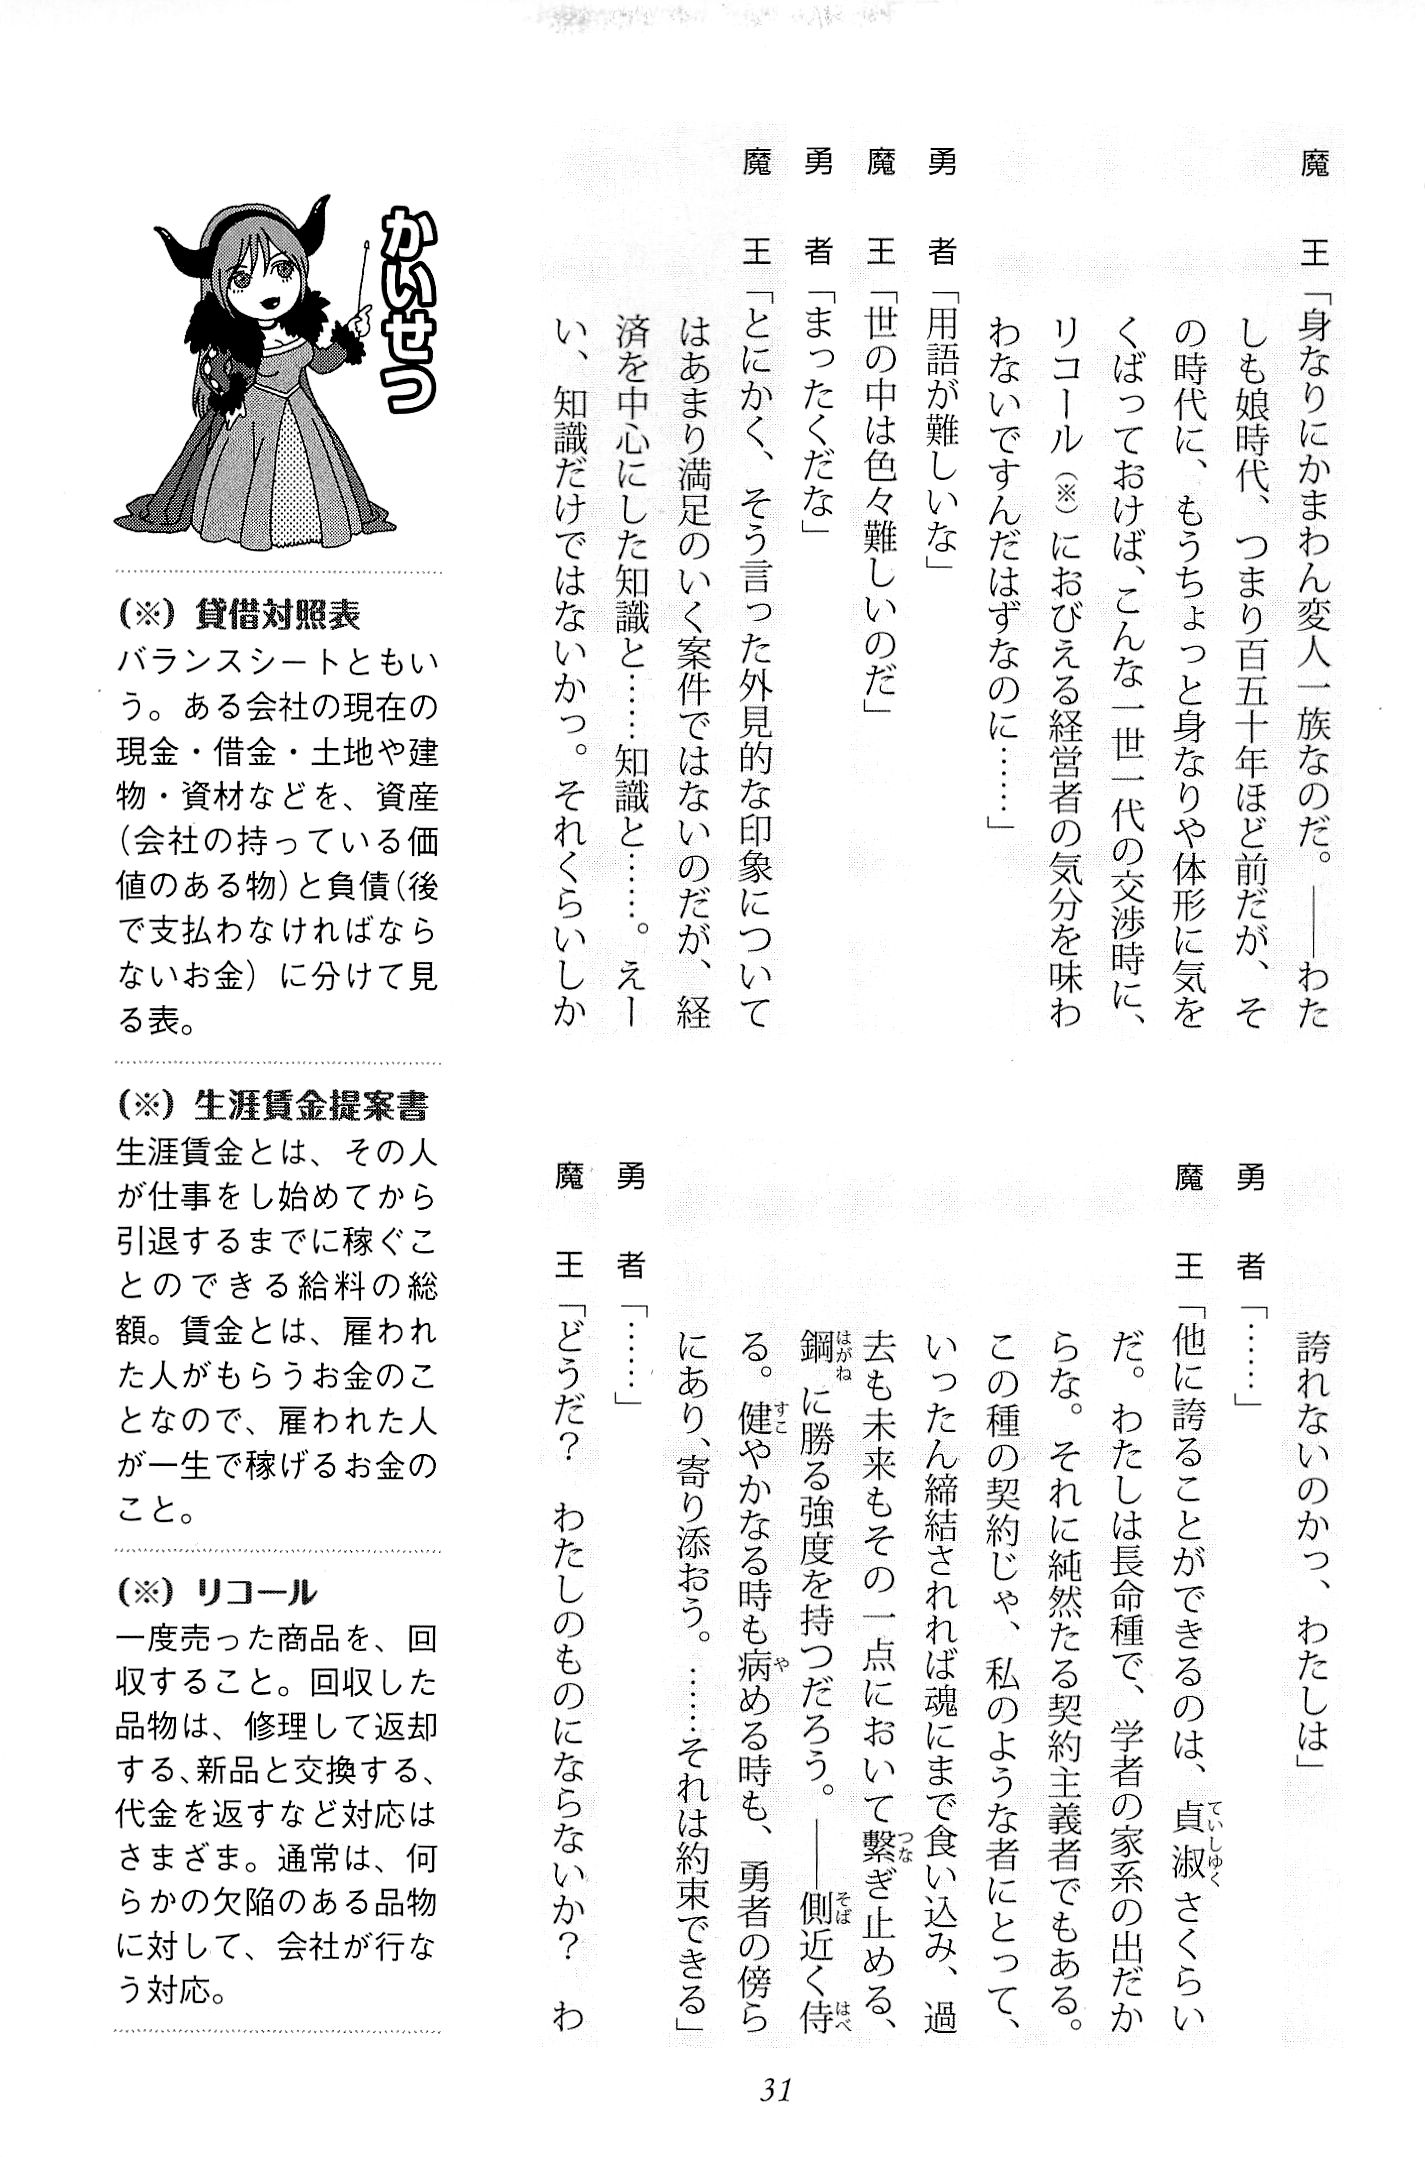 魔　王「身なりにかまわん変人一族なのだ。――わた
しも娘時代、つまり百五十年ほど前だが、そ
の時代に、もうちょっと身なりや体形に気を
くばっておけば、こんな一世一代の交渉時に、
リコール（※）におびえる経営者の気分を味わ
わないですんだはずなのに……」
勇　者「用語が難しいな」
魔　王「世の中は色々難しいのだ」
勇　者「まったくだな」
魔　王「とにかく、そう言った外見的な印象について
はあまり満足のいく案件ではないのだが、経
済を中心にした知識と……知識と……。えー
い、知識だけではないかっ。それくらいしか
誇れないのかっ、わたしは」
勇　者「……」
魔　王「他に誇ることができるのは、貞淑さくらい
だ。わたしは長命種で、学者の家系の出だか
らな。それに純然たる契約主義者でもある。
この種の契約じゃ、私のような者にとって、
いったん締結されれば魂にまで食い込み、過
去も未来もその一点において繋ぎ止める、
鋼に勝る強度を持つだろう。――側近く侍
る。健やかなる時も病める時も、勇者の傍ら
にあり、寄り添おう。……それは約束できる」
勇　者「……」
魔　王「どうだ？　わたしのものにならないか？　わ
かいせつ
（※）貸借対照表
バランスシートともい
う。ある会社の現在の
現金・借金・土地や建
物・資材などを、資産
（会社の持っている価
値のある物）と負債（後
で支払わなければなら
ないお金）に分けて見
る表。
（※）生涯賃金提案書
生涯賃金とは、その人
が仕事をし始めてから
引退するまでに稼ぐこ
とのできる給料の総
額。賃金とは、雇われ
た人がもらうお金のこ
となので、雇われた人
が一生で稼げるお金の
こと。
（※）リコール
一度売った商品を、回
収すること。回収した
品物は、修理して返却
する、新品と交換する、
代金を返すなど対応は
さまざま。通常は、何
らかの欠陥のある品物
に対して、会社が行な
う対応。
31